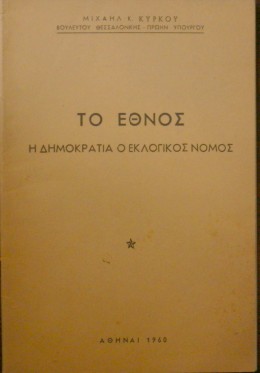 ΜΙΧΑΗΛ Κ. ΚΥΡΚΟΥ
ΒΟΥΛΕΥΤΟΥ ΘΕΣΣΑΛΟΝΙΚΗΣ - ΠΡΩΗΝ ΥΠΟΥΡΓΟΥ
ΤΟ ΕΘΝΟΣ
Η ΔΗΜΟΚΡΑΤΙΑ Ο ΕΚΛΟΓΙΚΟΣ ΝΟΜΟΣ
ΑΘΗΝΑΙ 1960